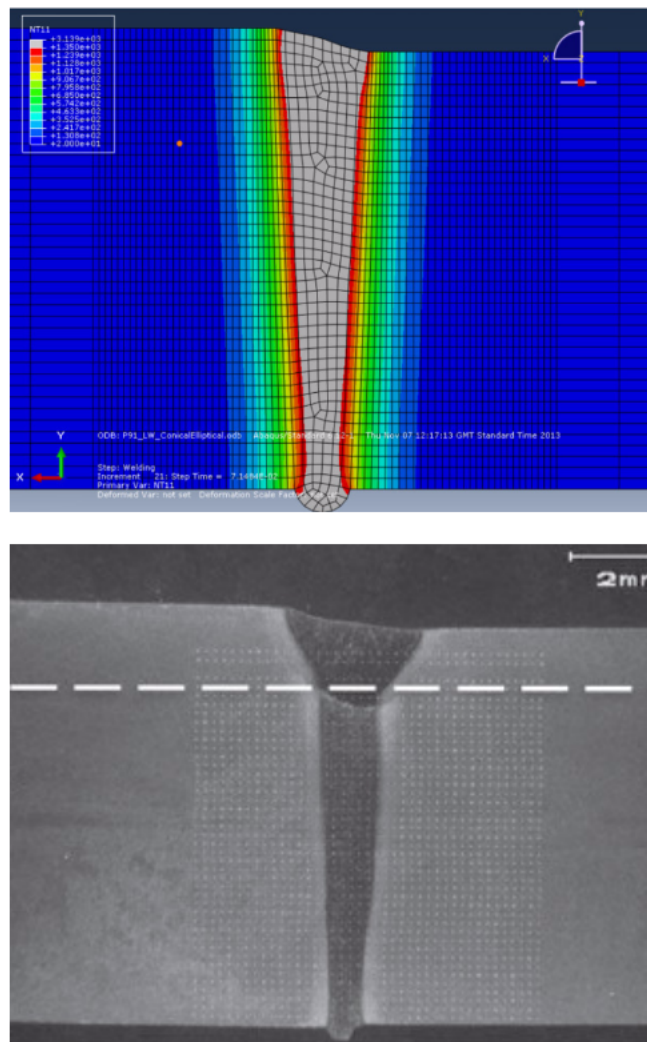 NT11
+3.139e+03
+1.350e+03
+1.239e+03
+1.128e+03
+1.017e+03
+9.067e+02
+7.958e+02
+6.850e+02
+5.742e+02
+4.633e+02
+3.525e+02
+2.417e+02
+1.308e+02
+2.000e+01
Y
X
ODB: P91_LW_ConicalElliptical.odb Abaqus/Standard Thu Nov 07 12:17:13 GMT Standard Time 2013
Y
X
Step: Welding
Increment 21: Step Time =
Primary Var: NT11
Deformed Var: not set Deformation Scale Factor:
2m